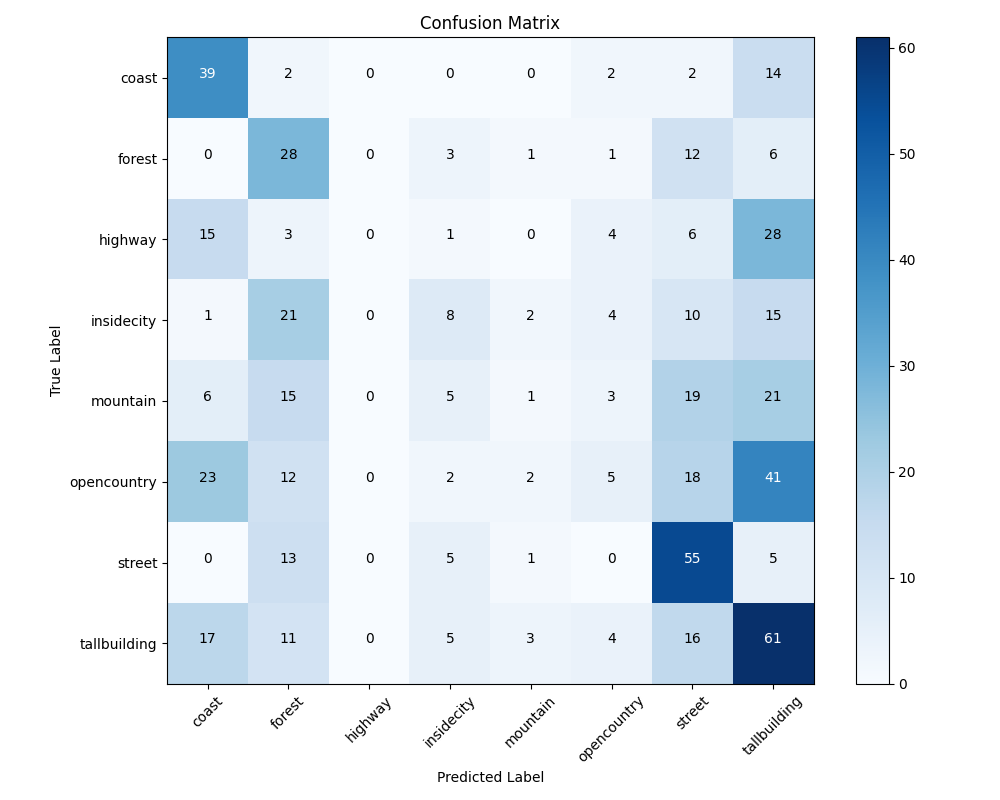 Confusion Matrix
coast 39 2 0 0 0 2 2 14
forest 0 28 0 3 1 1 12 6
highway 15 3 0 1 0 4 6 28
insidecity 1 21 0 8 2 4 10 15
mountain 6 15 0 5 1 3 19 21
opencountry 23 12 0 2 2 5 18 41
street 0 13 0 5 1 0 55 5
tallbuilding 17 11 0 5 3 4 16 61
coast forest highway insidecity mountain opencountry street tallbuilding
Predicted Label
True Label
60
50
40
30
20
10
0